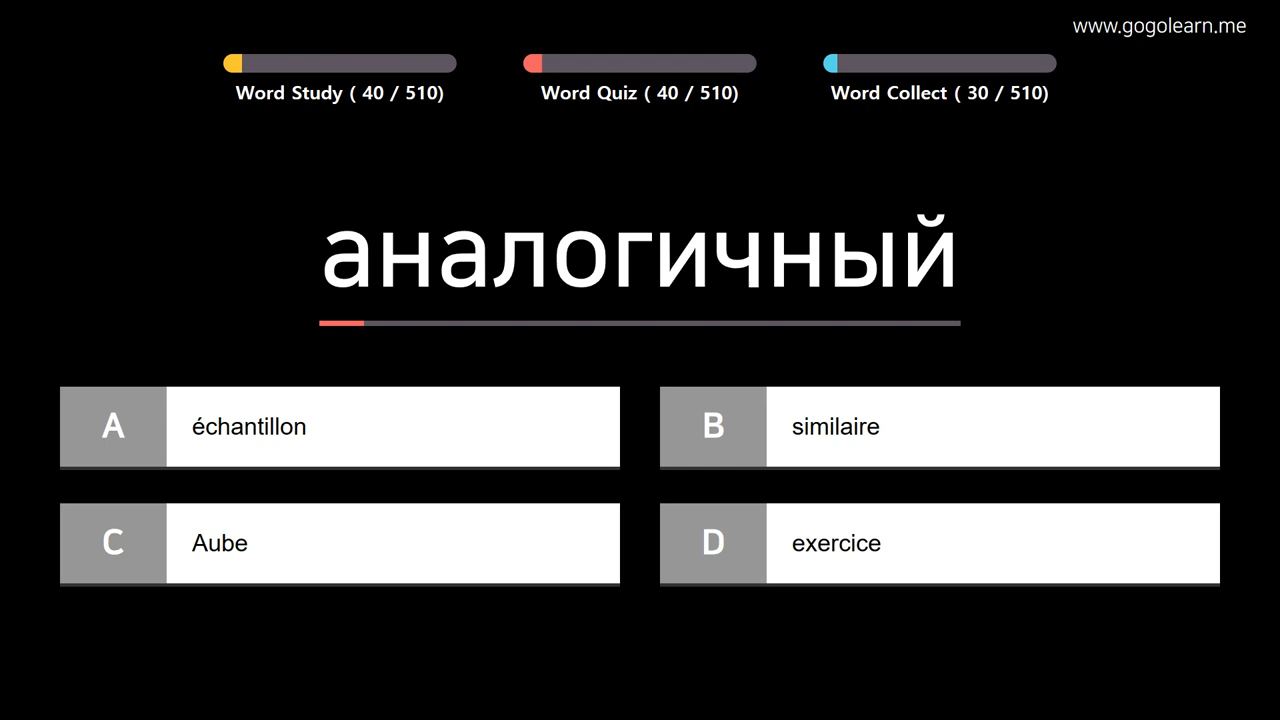 www.gogolearn.me
Word Study ( 40 / 510)
Word Quiz ( 40 / 510)
Word Collect ( 30 / 510)
аналогичный
A
échantillon
B
similaire
C
Aube
D
exercice